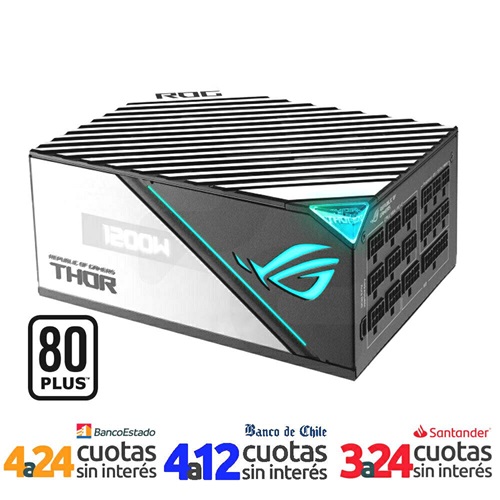 ROG
1200W
REPUBLIC OF GAMERS
THOR
THOR
80
PLUS
BancoEstado
4a24 cuotas
sin interés
Banco de Chile
4a12 cuotas
sin interés
Santander
3a24 cuotas
sin interés